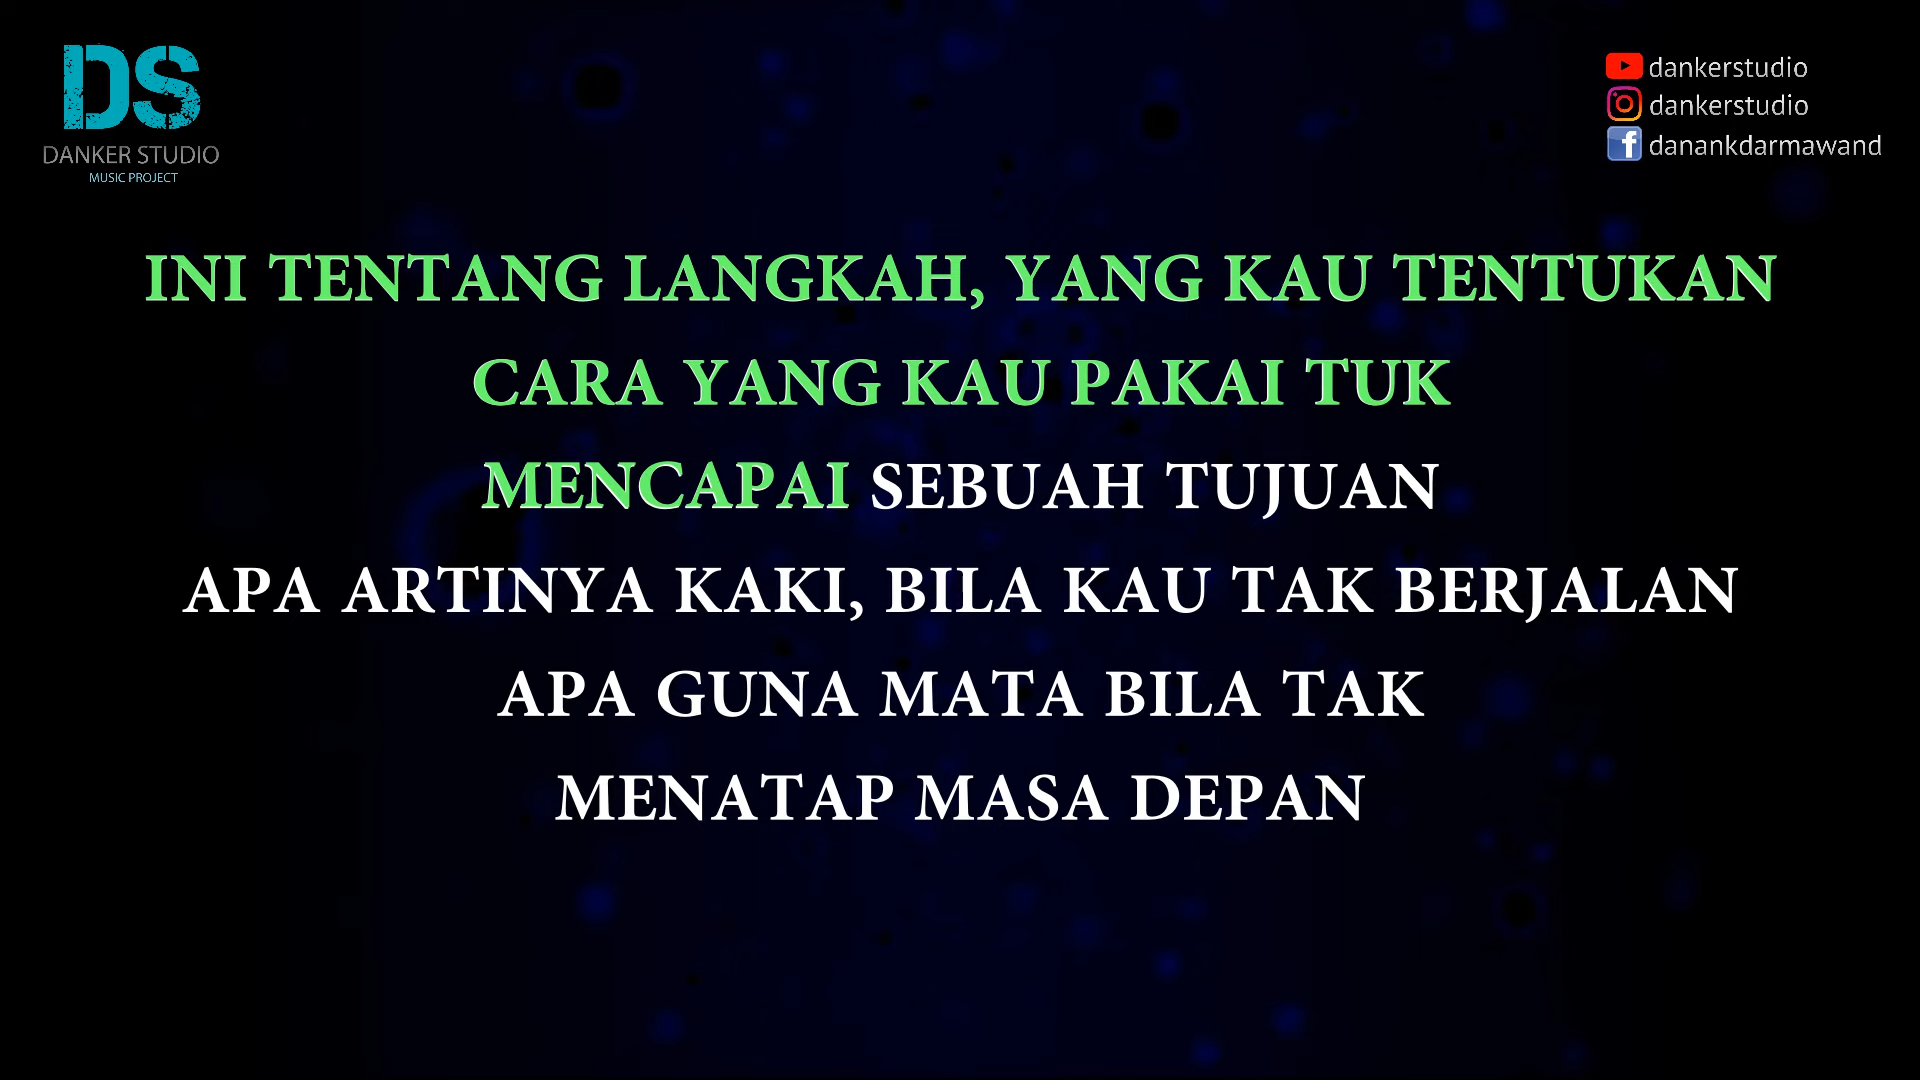 DS
DANKER STUDIO
MUSIC PROJECT
dankerstudio
dankerstudio
danankdarmawand
INI TENTANG LANGKAH, YANG KAU TENTUKAN
CARA YANG KAU PAKAI TUK
MENCAPAI SEBUAH TUJUAN
APA ARTINYA KAKI, BILA KAU TAK BERJALAN
APA GUNA MATA BILA TAK
MENATAP MASA DEPAN